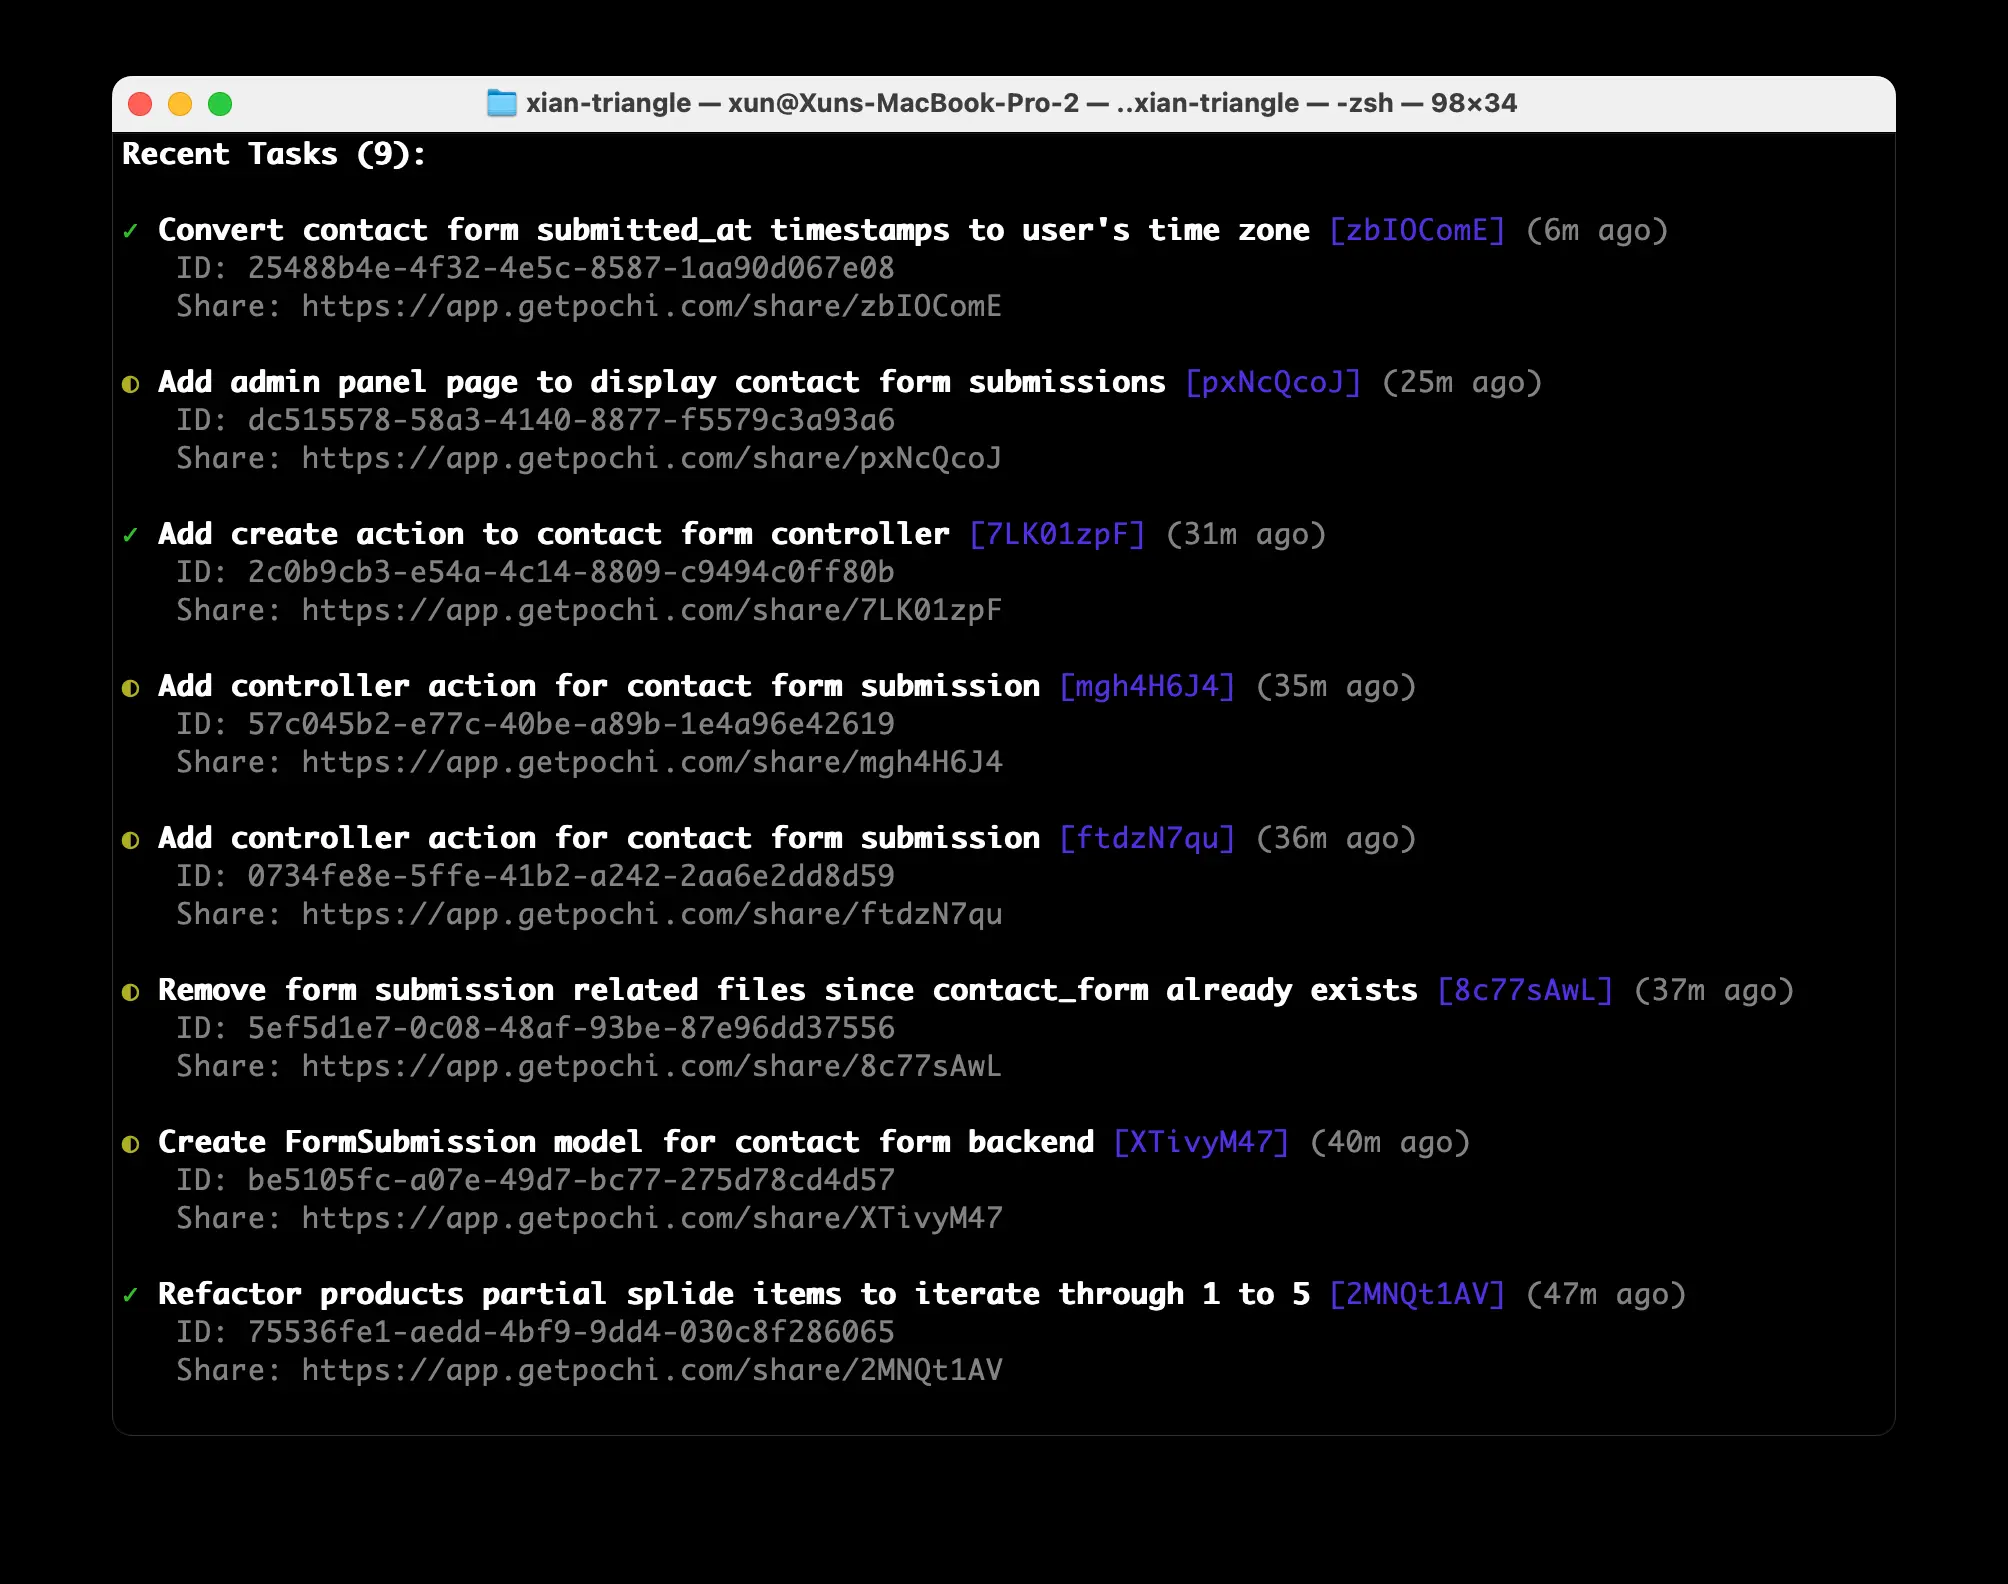 xian-triangle — xun@Xuns-MacBook-Pro-2 — ..xian-triangle — -zsh — 98×34
Recent Tasks (9):
✓ Convert contact form submitted_at timestamps to user's time zone [zbIOComE] (6m ago)
ID: 25488b4e-4f32-4e5c-8587-1aa90d067e08
Share: https://app.getpochi.com/share/zbIOComE
◐ Add admin panel page to display contact form submissions [pxNcQcoJ] (25m ago)
ID: dc515578-58a3-4140-8877-f5579c3a93a6
Share: https://app.getpochi.com/share/pxNcQcoJ
✓ Add create action to contact form controller [7LK01zpF] (31m ago)
ID: 2c0b9cb3-e54a-4c14-8809-c9494c0ff80b
Share: https://app.getpochi.com/share/7LK01zpF
◐ Add controller action for contact form submission [mgh4H6J4] (35m ago)
ID: 57c045b2-e77c-40be-a89b-1e4a96e42619
Share: https://app.getpochi.com/share/mgh4H6J4
◐ Add controller action for contact form submission [ftdzN7qu] (36m ago)
ID: 0734fe8e-5ffe-41b2-a242-2aa6e2dd8d59
Share: https://app.getpochi.com/share/ftdzN7qu
◐ Remove form submission related files since contact_form already exists [8c77sAwL] (37m ago)
ID: 5ef5d1e7-0c08-48af-93be-87e96dd37556
Share: https://app.getpochi.com/share/8c77sAwL
◐ Create FormSubmission model for contact form backend [XTivyM47] (40m ago)
ID: be5105fc-a07e-49d7-bc77-275d78cd4d57
Share: https://app.getpochi.com/share/XTivyM47
✓ Refactor products partial splide items to iterate through 1 to 5 [2MNQt1AV] (47m ago)
ID: 75536fe1-aedd-4bf9-9dd4-030c8f286065
Share: https://app.getpochi.com/share/2MNQt1AV